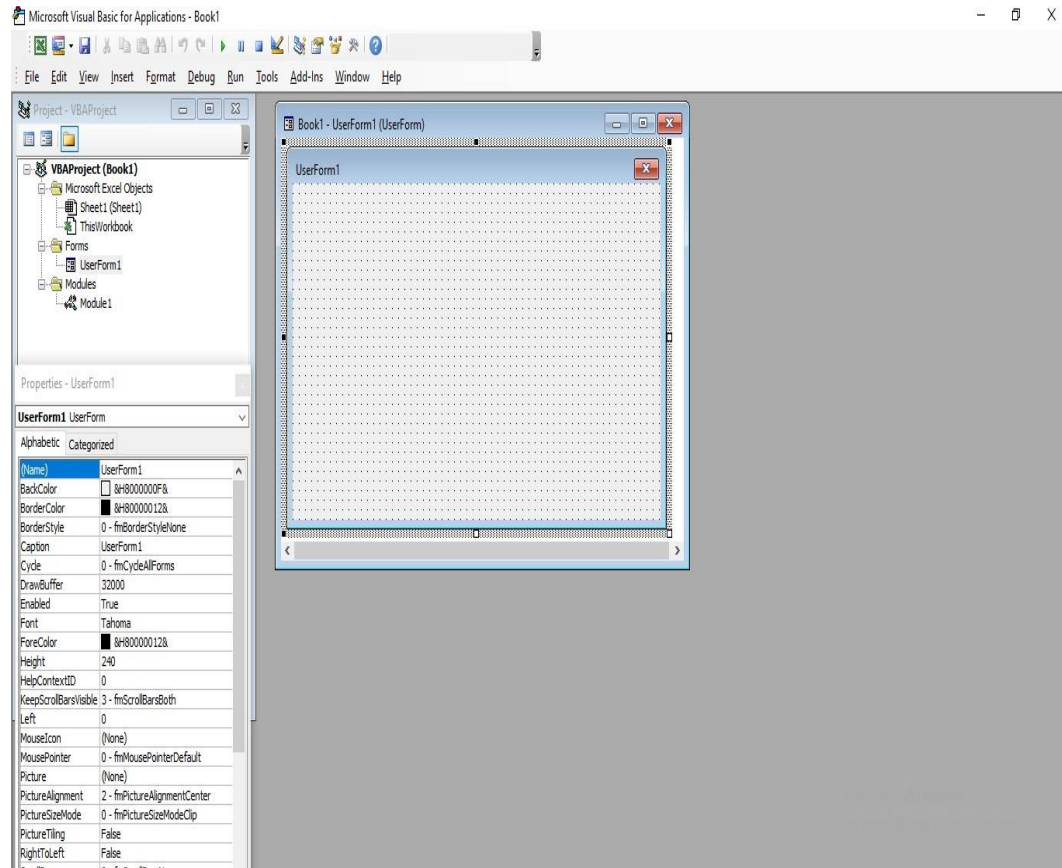 Microsoft Visual Basic for Applications - Book1
File Edit View Insert Format Debug Run Tools Add-Ins Window Help
Project - VBAProject
VBAProject (Book1)
Microsoft Excel Objects
Sheet1 (Sheet1)
ThisWorkbook
Forms
UserForm1
Modules
Module1
Properties - UserForm1
UserForm1 UserForm
Alphabetic Categorized
(Name) UserForm1
BackColor &H8000000F&
BorderColor &H80000012&
BorderStyle 0 - fmBorderStyleNone
Caption UserForm1
Cycle 0 - fmCycleAllForms
DrawBuffer 32000
Enabled True
Font Tahoma
ForeColor &H80000012&
Height 240
HelpContextID 0
KeepScrollBarsVisible 3 - fmScrollBarsBoth
Left 0
MouseIcon (None)
MousePointer 0 - fmMousePointerDefault
Picture (None)
PictureAlignment 2 - fmPictureAlignmentCenter
PictureSizeMode 0 - fmPictureSizeModeClip
PictureTiling False
RightToLeft False
Book1 - UserForm1 (UserForm)
UserForm1